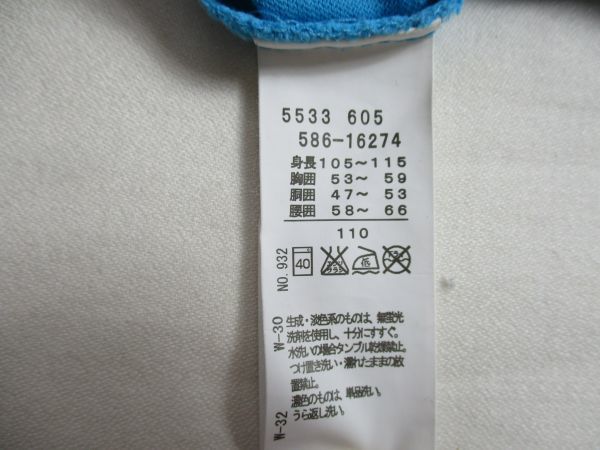 5533 605
586-16274
身長105～115
胸囲 53～ 59
胴囲 47～ 53
腰囲 58～ 66
110
NO.932
40
低
W-30
生成・淡色系のものは、無蛍光
洗剤を使用し、十分にすすぐ。
水洗いの場合タンブル乾燥禁止。
つけ置き洗い・濡れたままの放
置禁止。
W-32
濃色のものは、単品洗い。
うら返し洗い。